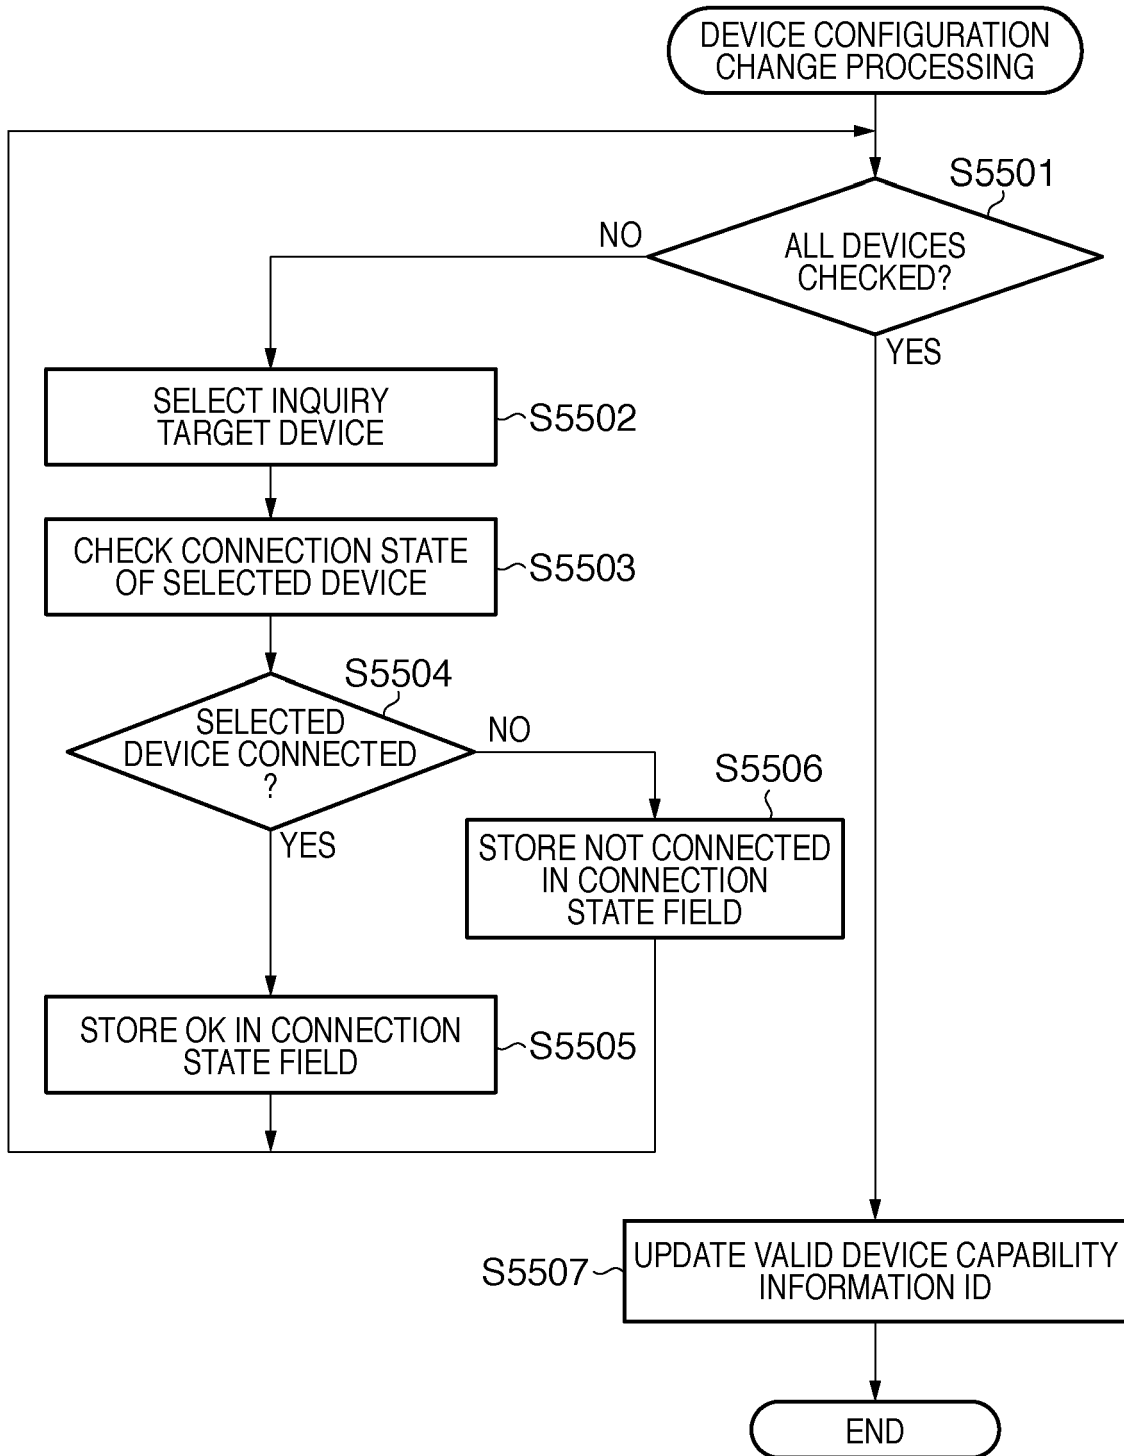 DEVICE CONFIGURATION
CHANGE PROCESSING
S5501
ALL DEVICES
CHECKED?
NO
YES
SELECT INQUIRY
TARGET DEVICE
S5502
CHECK CONNECTION STATE
OF SELECTED DEVICE
S5503
S5504
SELECTED
DEVICE CONNECTED
?
NO
YES
S5506
STORE NOT CONNECTED
IN CONNECTION
STATE FIELD
STORE OK IN CONNECTION
STATE FIELD
S5505
S5507
UPDATE VALID DEVICE CAPABILITY
INFORMATION ID
END